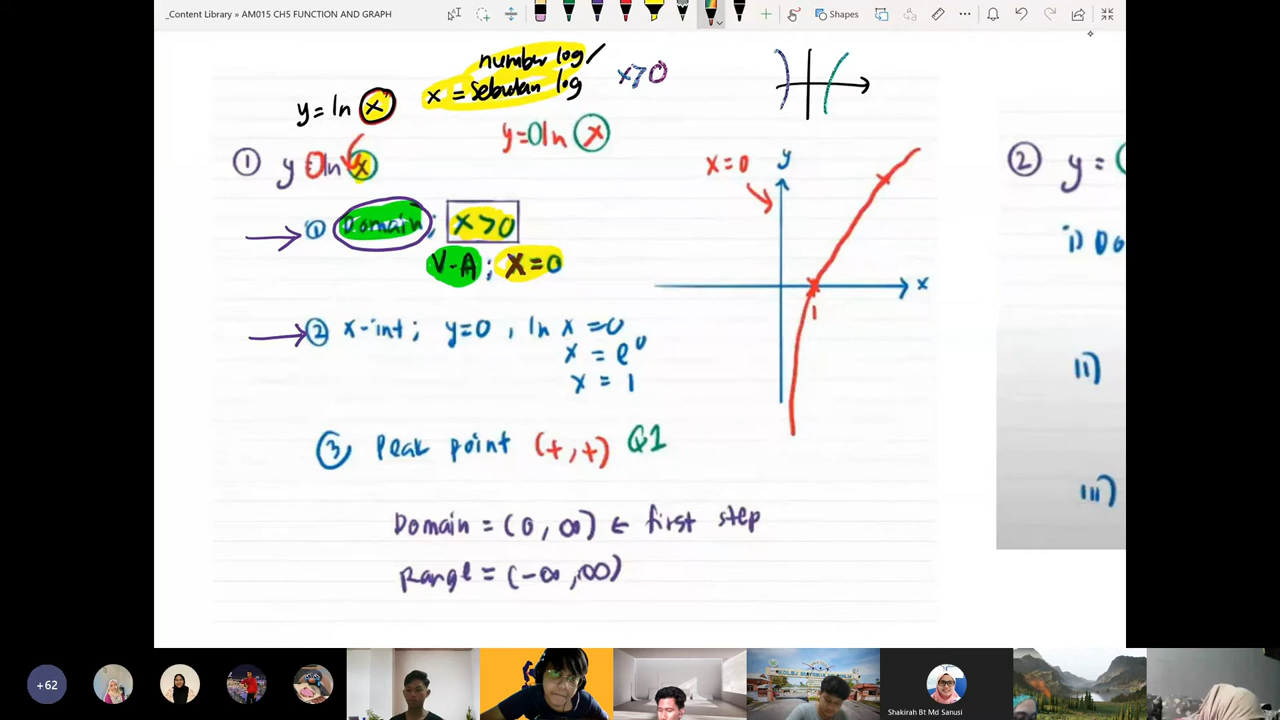 _Content Library » AM015 CH5 FUNCTION AND GRAPH
Shapes
number log/
x = sebutan log
x>0
y = ln x
y = ln x
① y = ln x
① Domain; x>0
V-A; x=0
② x-int; y=0, ln x = 0
x = e⁰
x = 1
③ Peak point (+,+) Q1
Domain = (0, ∞) ← first step
Range = (-∞, ∞)
x=0
y
x
1
② y =
i) Do
ii)
iii)
+62
Shakirah Bt Md Sanusi